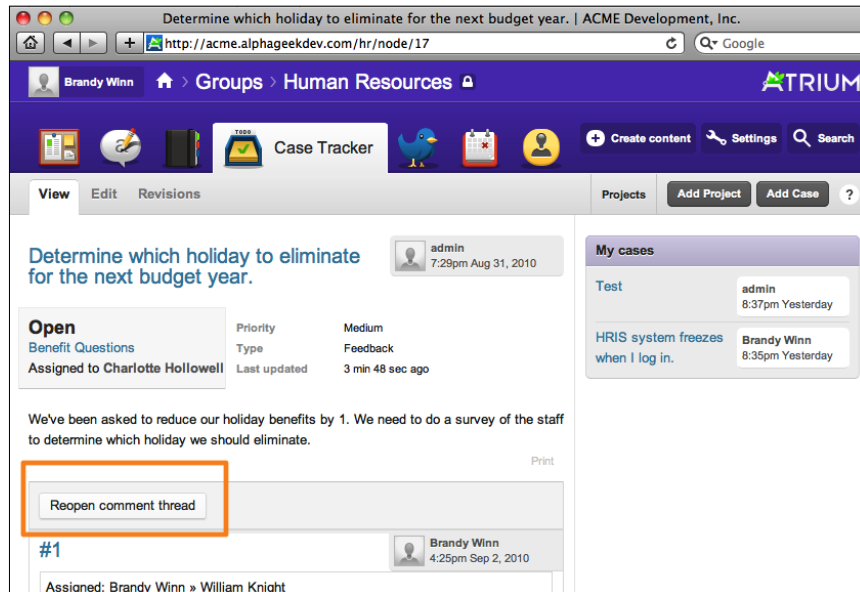 Determine which holiday to eliminate for the next budget year. | ACME Development, Inc.
http://acme.alphageekdev.com/hr/node/17
Google
Brandy Winn
Groups
Human Resources
ATRIUM
TODO
Case Tracker
Create content
Settings
Search
View
Edit
Revisions
Projects
Add Project
Add Case
?
Determine which holiday to eliminate
for the next budget year.
admin
7:29pm Aug 31, 2010
Open
Benefit Questions
Assigned to Charlotte Hollowell
Priority Medium
Type Feedback
Last updated 3 min 48 sec ago
We've been asked to reduce our holiday benefits by 1. We need to do a survey of the staff
to determine which holiday we should eliminate.
Print
Reopen comment thread
#1
Brandy Winn
4:25pm Sep 2, 2010
Assigned: Brandy Winn » William Knight
My cases
Test
admin
8:37pm Yesterday
HRIS system freezes
when I log in.
Brandy Winn
8:35pm Yesterday